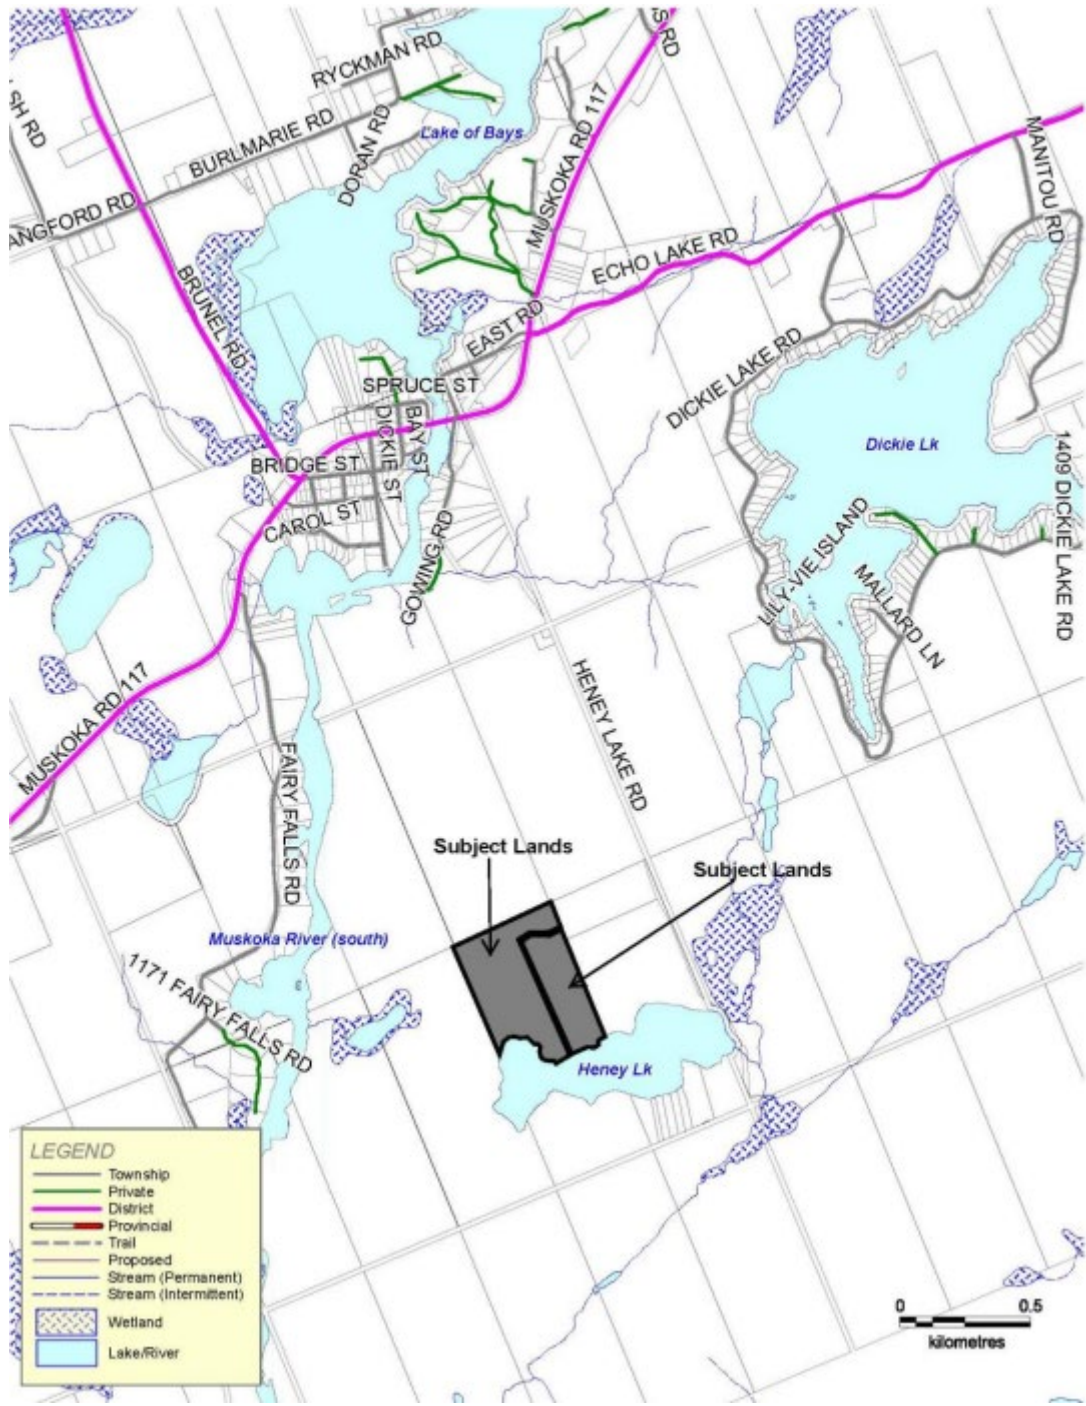 RYCKMAN RD
S RD
SH RD
BURLMARIE RD
DORAN RD
Lake of Bays
MUSKOKA RD 117
MANITOU RD
ANGFORD RD
BRUNEL RD
ECHO LAKE RD
EAST RD
DICKIE LAKE RD
SPRUCE ST
DICKIE ST
BAY ST
BRIDGE ST
CAROL ST
GOWING RD
Dickie Lk
1409 DICKIE LAKE RD
LILY-VIE ISLAND
MALLARD LN
HENEY LAKE RD
MUSKOKA RD 117
FAIRY FALLS RD
Subject Lands
Subject Lands
Muskoka River (south)
1171 FAIRY FALLS RD
Heney Lk
LEGEND
Township
Private
District
Provincial
Trail
Proposed
Stream (Permanent)
Stream (Intermittent)
Wetland
Lake/River
0 0.5
kilometres